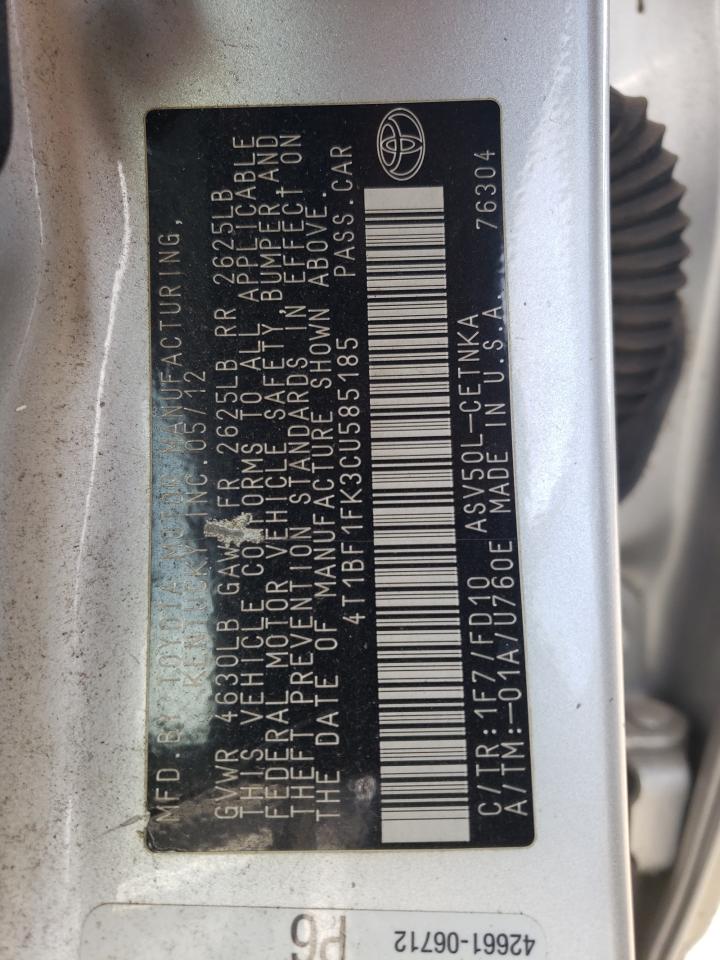 MFD. BY TOYOTA MOTOR MANUFACTURING,
KENTUCKY INC. 05/12
GVWR 4630LB GAWR FR 2625LB RR 2625LB
THIS VEHICLE CONFORMS TO ALL APPLICABLE
FEDERAL MOTOR VEHICLE SAFETY, BUMPER, AND
THEFT PREVENTION STANDARDS IN EFFECT ON
THE DATE OF MANUFACTURE SHOWN ABOVE.
4T1BF1FK3CU585185 PASS. CAR
C/TR: 1F7/FD10 ASV50L-CETNKA
A/TM:-01A/U760E MADE IN U.S.A. 76304
42661-06712
P6